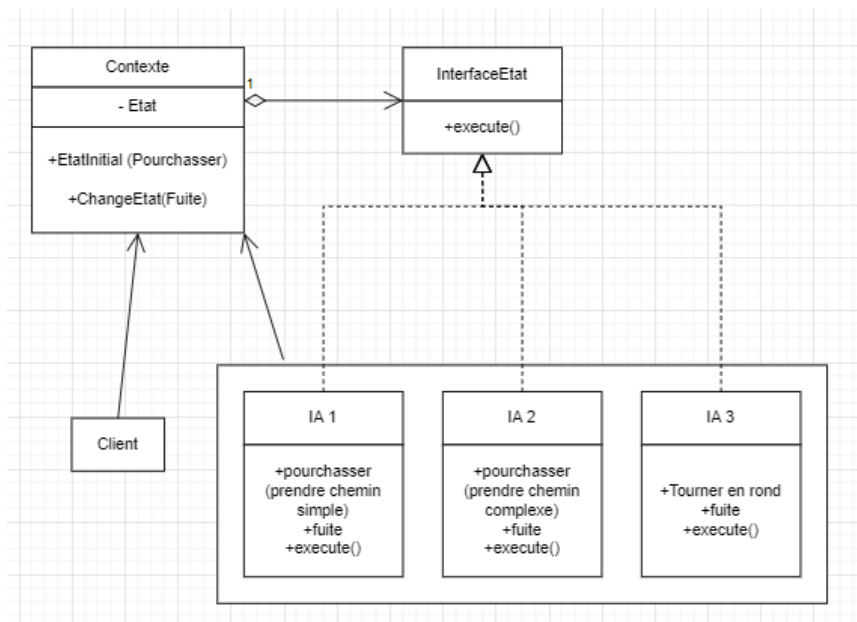 Contexte
- Etat
+EtatInitial (Pourchasser)
+ChangeEtat(Fuite)
1
InterfaceEtat
+execute()
Client
IA 1
+pourchasser
(prendre chemin
simple)
+fuite
+execute()
IA 2
+pourchasser
(prendre chemin
complexe)
+fuite
+execute()
IA 3
+Tourner en rond
+fuite
+execute()